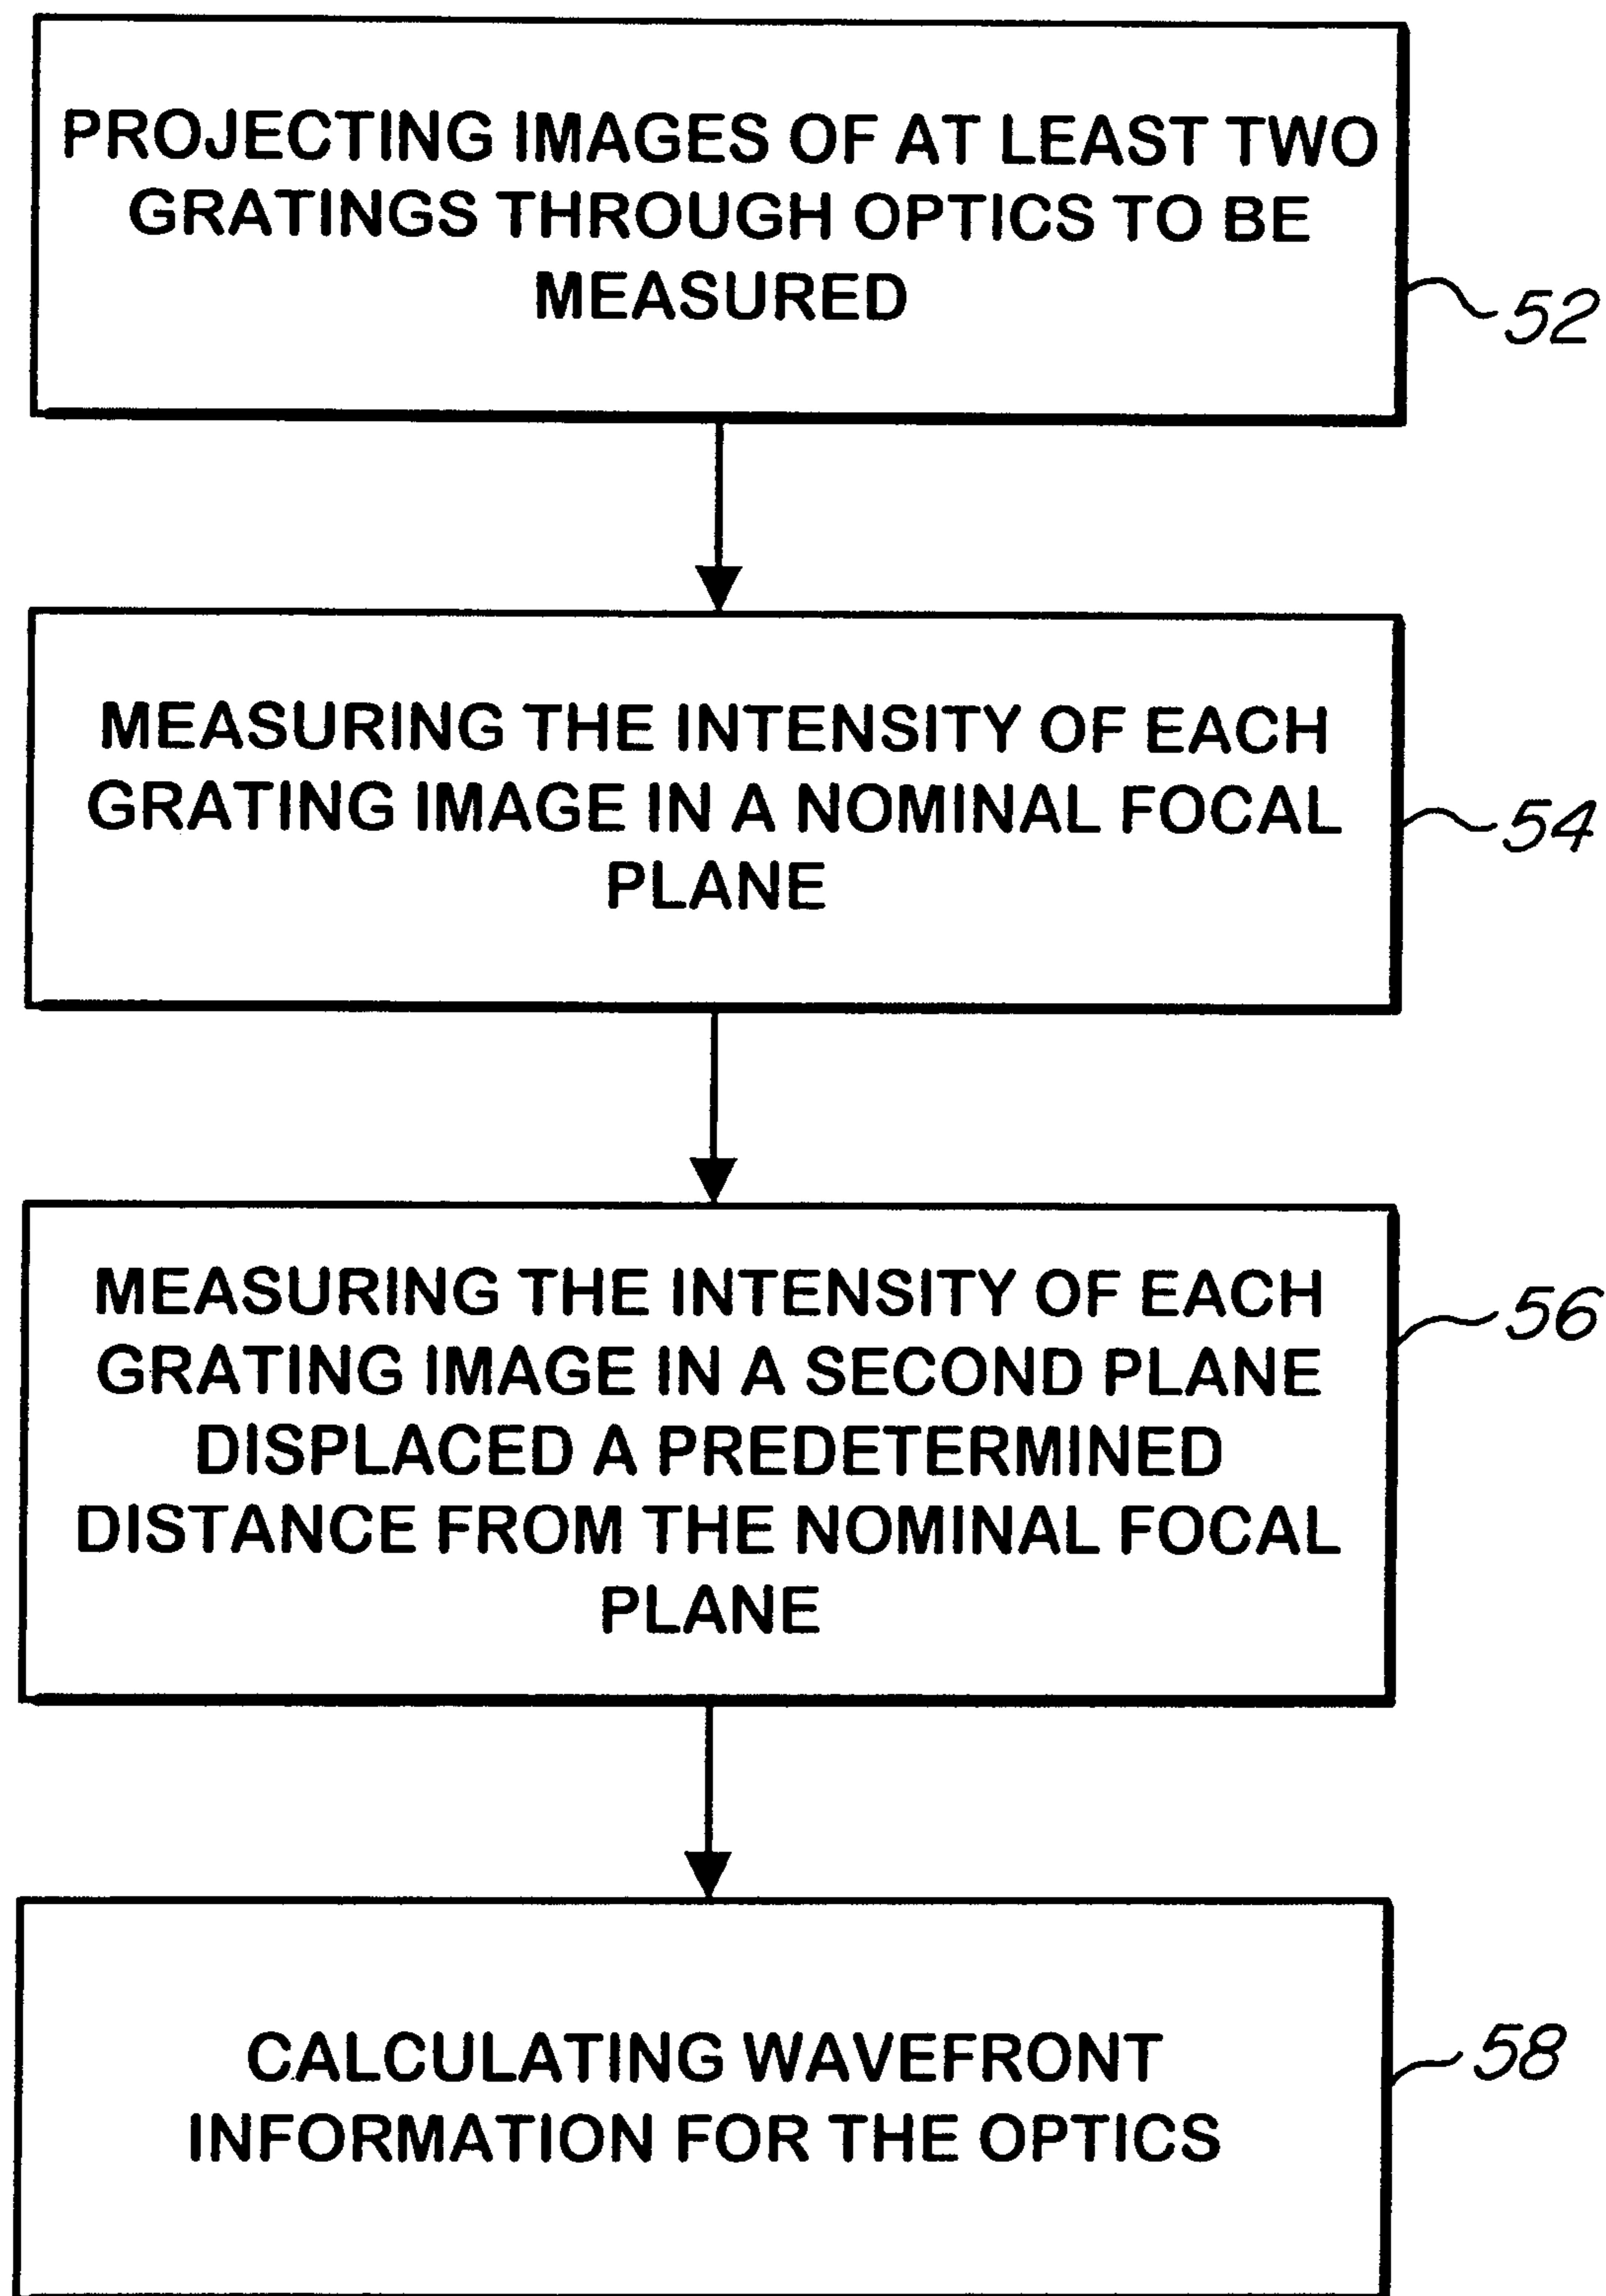 PROJECTING IMAGES OF AT LEAST TWO
GRATINGS THROUGH OPTICS TO BE
MEASURED
52
MEASURING THE INTENSITY OF EACH
GRATING IMAGE IN A NOMINAL FOCAL
PLANE
54
MEASURING THE INTENSITY OF EACH
GRATING IMAGE IN A SECOND PLANE
DISPLACED A PREDETERMINED
DISTANCE FROM THE NOMINAL FOCAL
PLANE
56
CALCULATING WAVEFRONT
INFORMATION FOR THE OPTICS
58